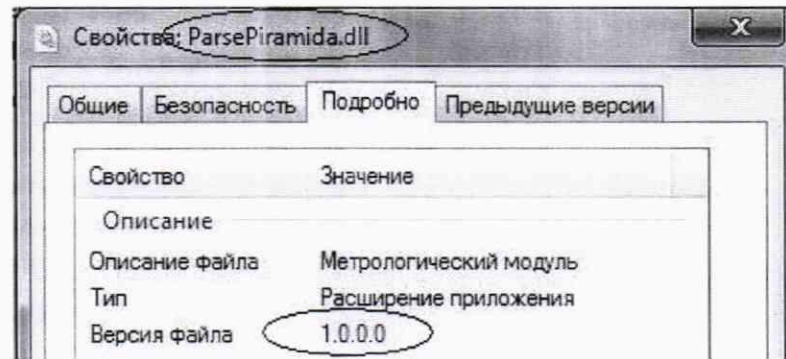 Свойства: ParsePiramida.dll
Общие Безопасность Подробно Предыдущие версии
Свойство Значение
Описание
Описание файла Метрологический модуль
Тип Расширение приложения
Версия файла 1.0.0.0